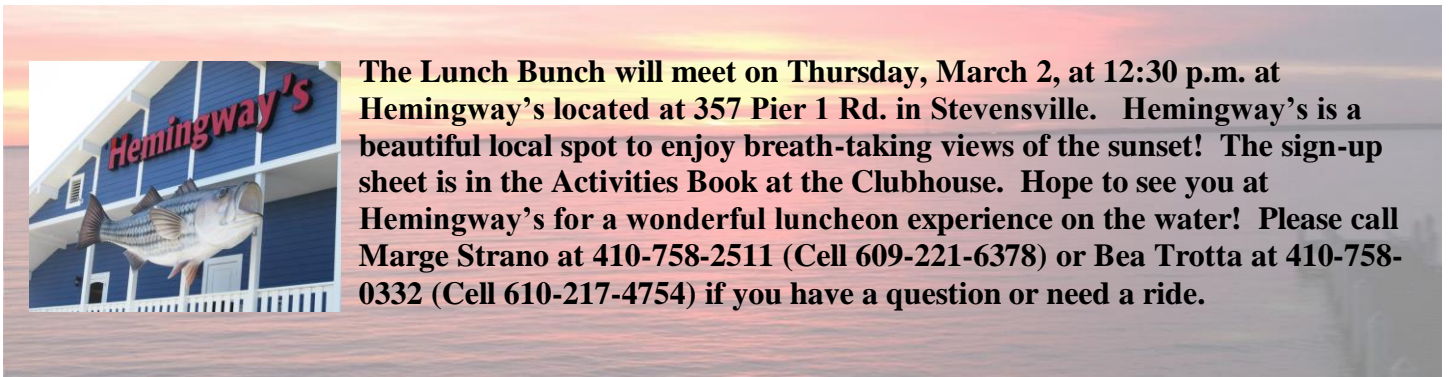 Hemingway's
The Lunch Bunch will meet on Thursday, March 2, at 12:30 p.m. at
Hemingway’s located at 357 Pier 1 Rd. in Stevensville.   Hemingway’s is a
beautiful local spot to enjoy breath-taking views of the sunset!  The sign-up
sheet is in the Activities Book at the Clubhouse.  Hope to see you at
Hemingway’s for a wonderful luncheon experience on the water!  Please call
Marge Strano at 410-758-2511 (Cell 609-221-6378) or Bea Trotta at 410-758-
0332 (Cell 610-217-4754) if you have a question or need a ride.